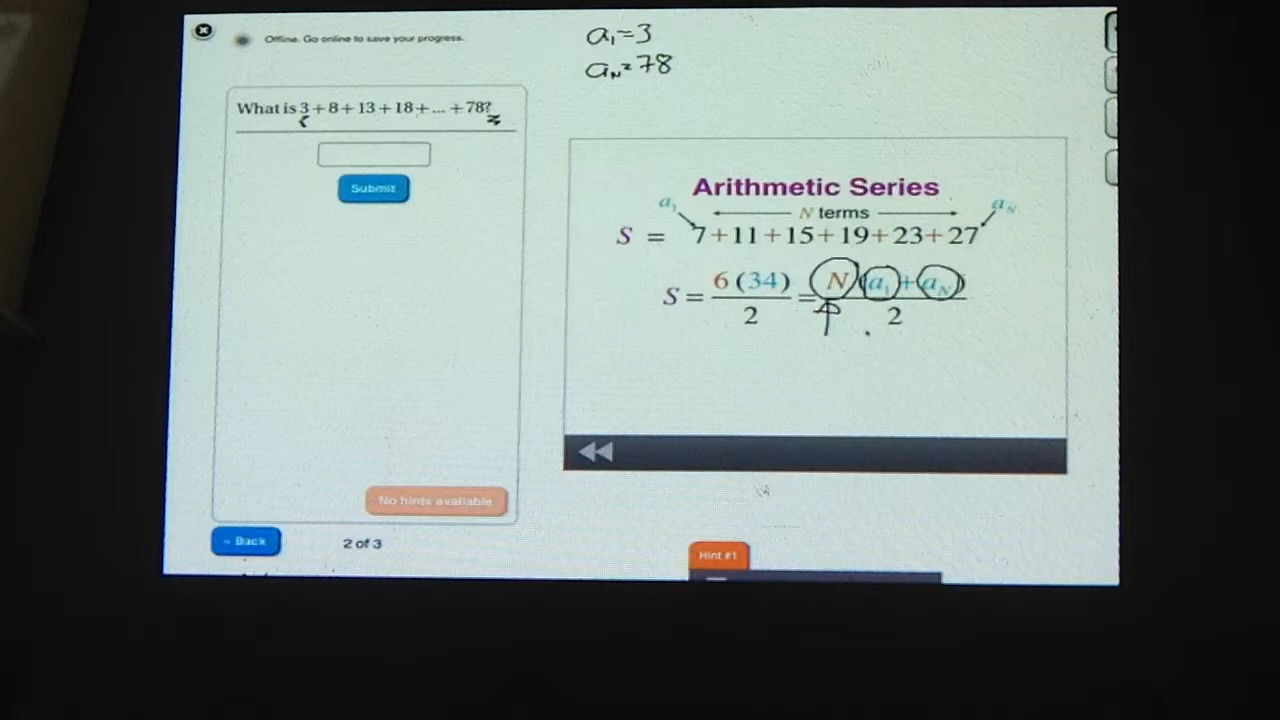 Offline. Go online to save your progress.
a₁=3
aₙ=78
What is 3+8+13+18+...+78?
Submit
No hints available
Back
2 of 3
Arithmetic Series
a₁ N terms a_N
S = 7+11+15+19+23+27
S = 6(34)/2 = N(a₁+a_N)/2
Hint #1